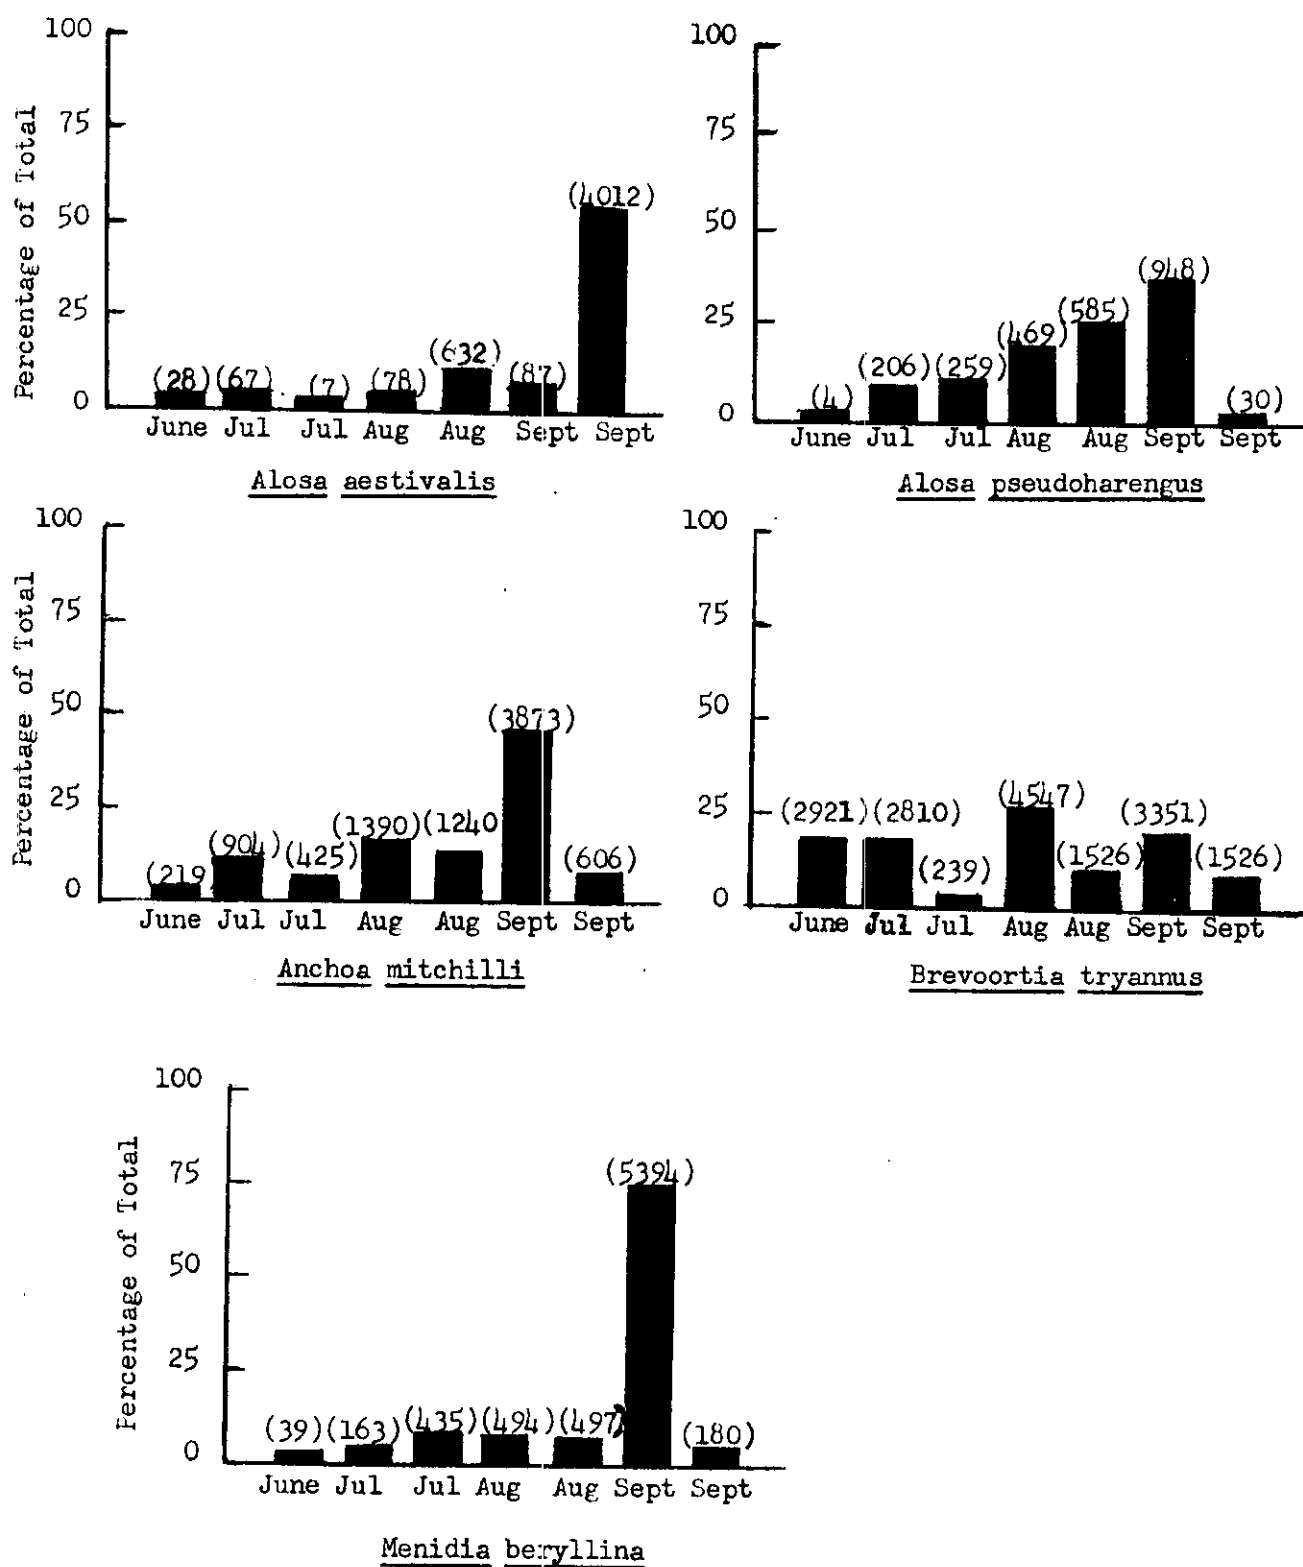 100
75
50
25
0
Percentage of Total
(28) (67) (7) (78) (632) (87) (4012)
June Jul Jul Aug Aug Sept Sept
Alosa aestivalis
100
75
50
25
0
(4) (206) (259) (469) (585) (948) (30)
June Jul Jul Aug Aug Sept Sept
Alosa pseudoharengus
100
75
50
25
0
Percentage of Total
(219 (904) (425) (1390) (1240 (3873) (606)
June Jul Jul Aug Aug Sept Sept
Anchoa mitchilli
100
75
50
25
0
(2921) (2810) (239) (4547) (1526) (3351) (1526)
June Jul Jul Aug Aug Sept Sept
Brevoortia tryannus
100
75
50
25
0
Percentage of Total
(39) (163) (435) (494) (497) (5394) (180)
June Jul Jul Aug Aug Sept Sept
Menidia beryllina